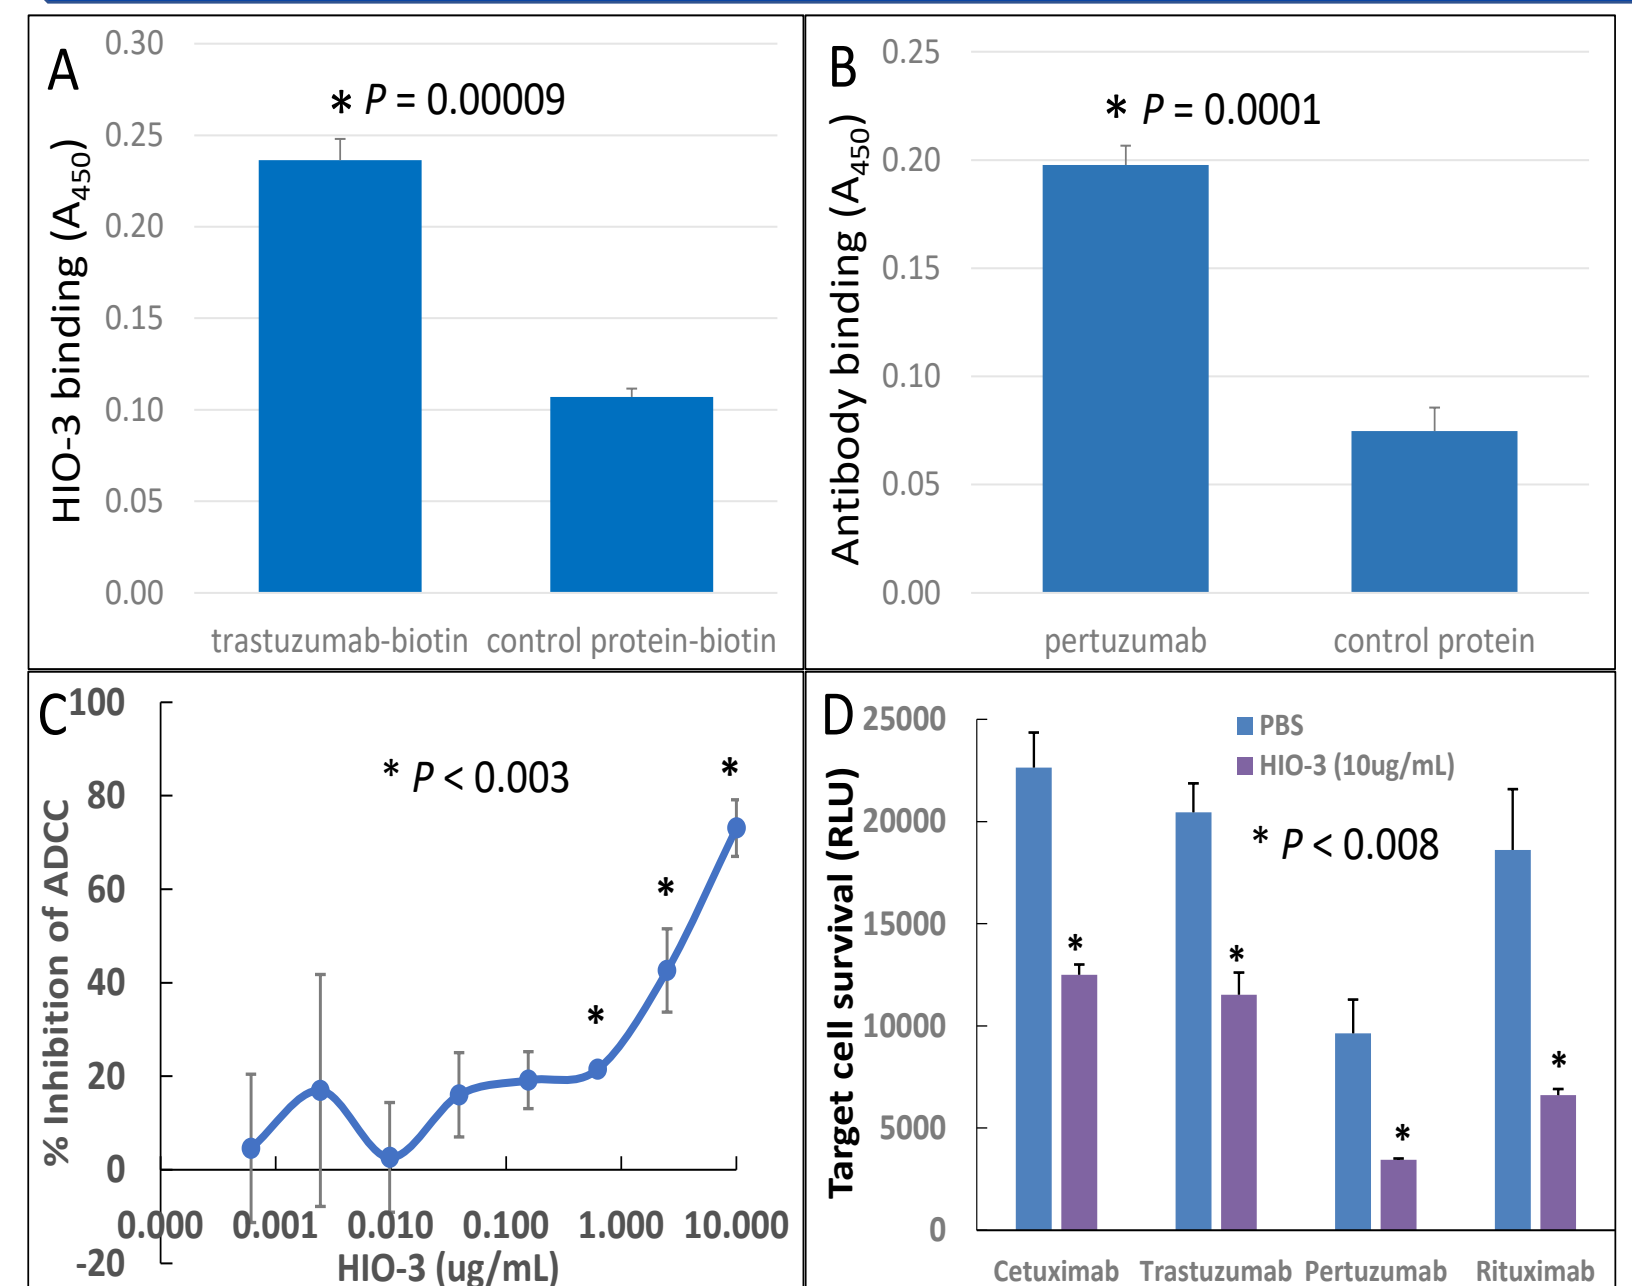 A
HIO-3 binding (A450)
0.30
0.25
0.20
0.15
0.10
0.05
0.00
* P = 0.00009
trastuzumab-biotin
control protein-biotin
B
Antibody binding (A450)
0.25
0.20
0.15
0.10
0.05
0.00
* P = 0.0001
pertuzumab
control protein
C
% Inhibition of ADCC
100
80
60
40
20
0
-20
* P < 0.003
*
*
*
0.000
0.001
0.010
0.100
1.000
10.000
HIO-3 (ug/mL)
D
Target cell survival (RLU)
25000
20000
15000
10000
5000
0
PBS
HIO-3 (10ug/mL)
* P < 0.008
*
*
*
*
Cetuximab
Trastuzumab
Pertuzumab
Rituximab